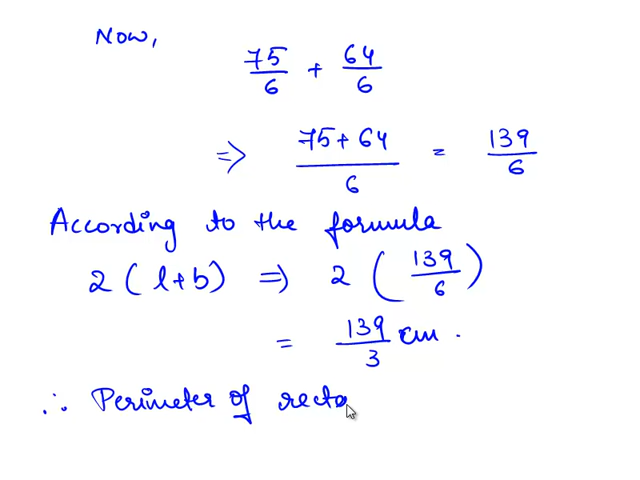 Now,
75/6 + 64/6
=> 75+64/6 = 139/6
According to the formula
2 ( l+b) => 2 ( 139/6 )
= 139/3 cm .
∴ Perimeter of recta